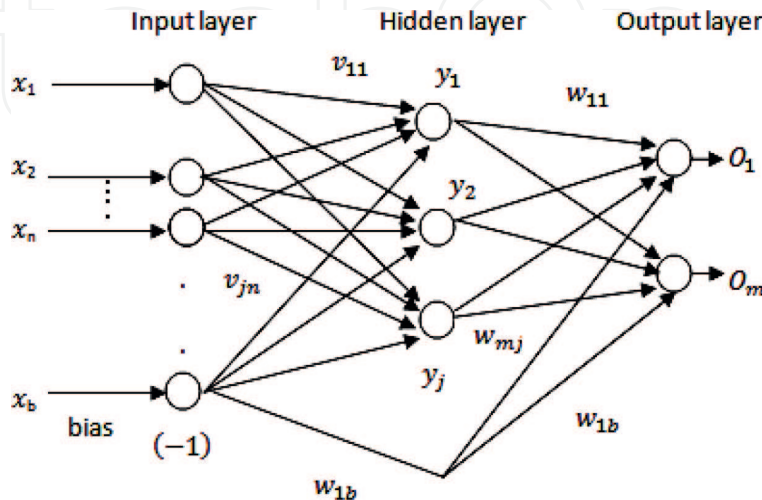 Input layer Hidden layer Output layer
v₁₁ y₁
x₁ w₁₁
x₂ y₂ O₁
xₙ
vⱼₙ Oₘ
wₘⱼ
x_b yⱼ
bias (−1) w₁b
w₁b